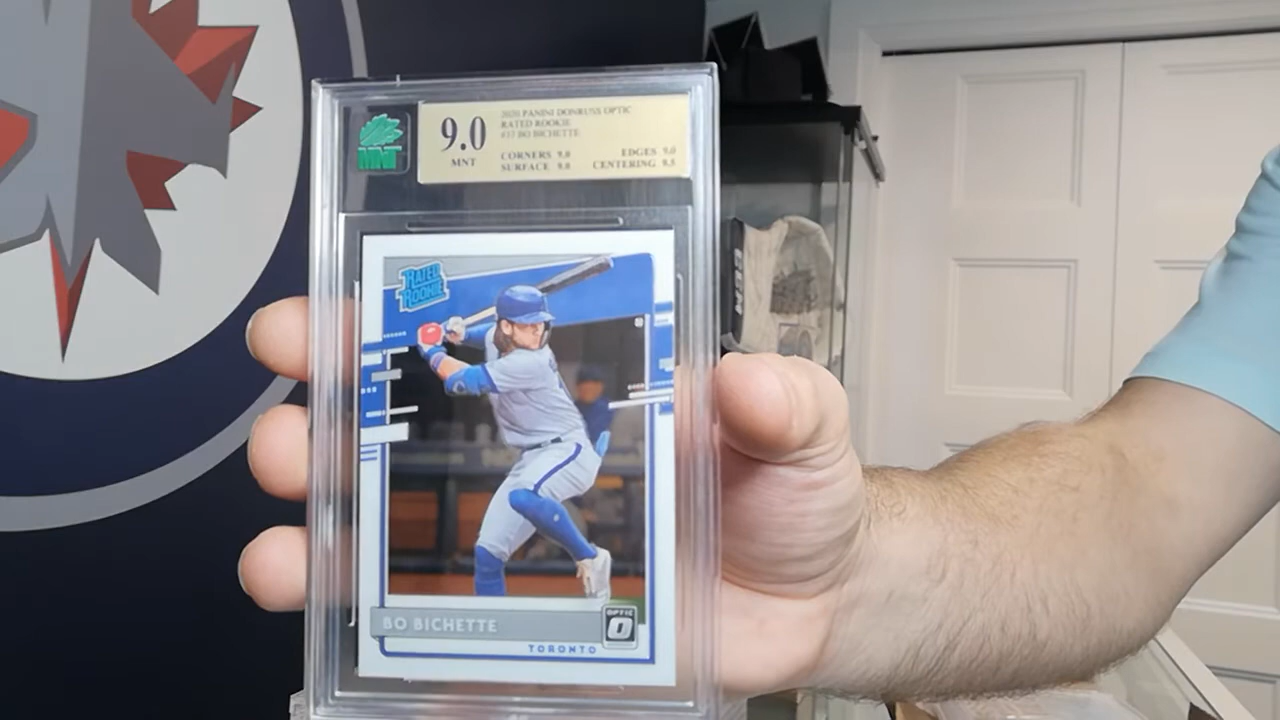 9.0
MNT
2020 PANINI DONRUSS OPTIC
RATED ROOKIE
#37 BO BICHETTE
CORNERS 9.0 EDGES 9.0
SURFACE 9.0 CENTERING 9.5
MNT
RATED
ROOKIE
BO BICHETTE
OPTIC
TORONTO